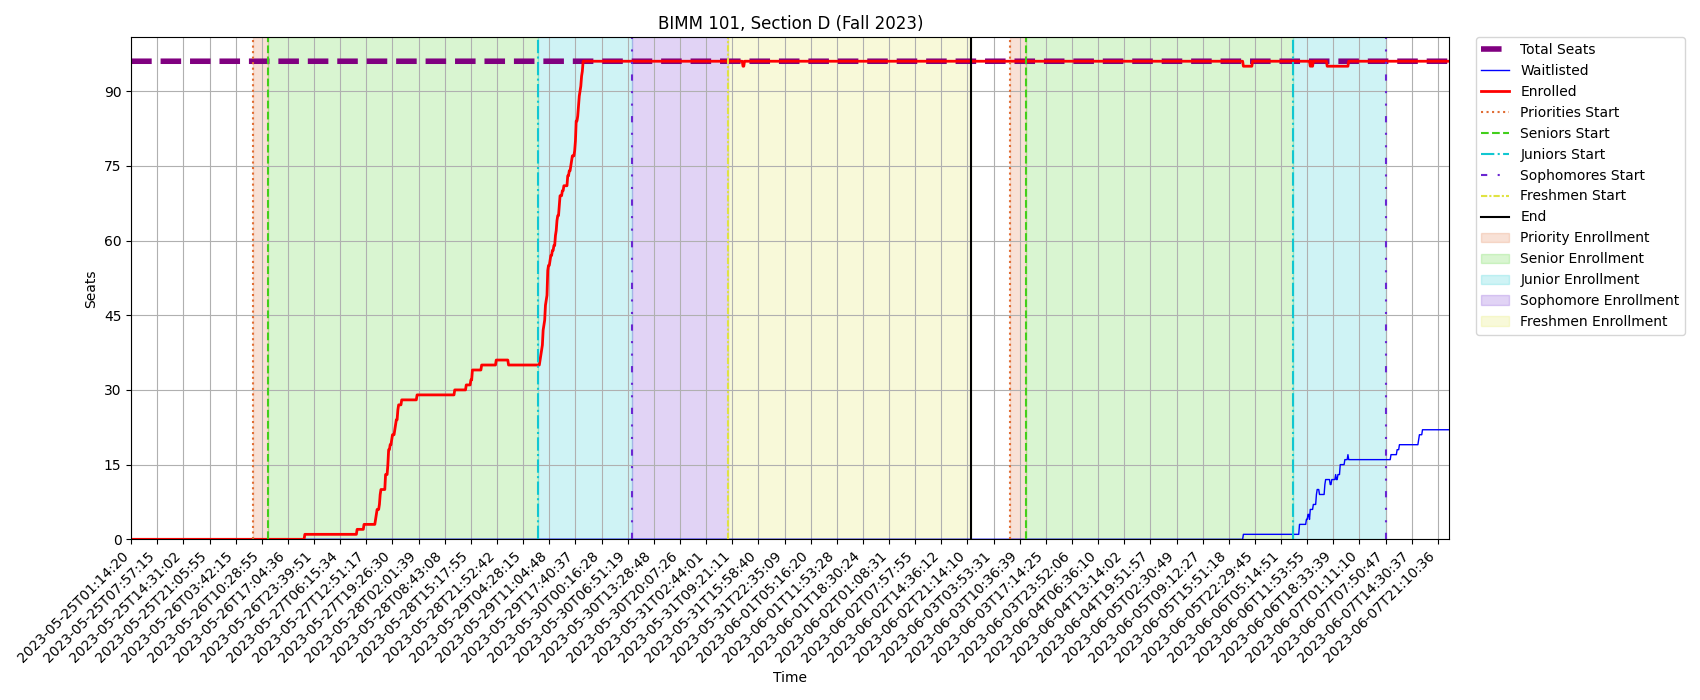 BIMM 101, Section D (Fall 2023)
Seats
90
75
60
45
30
15
0
2023-05-25T01:14:20
2023-05-25T07:57:15
2023-05-25T14:31:02
2023-05-25T21:05:55
2023-05-26T03:42:15
2023-05-26T10:28:55
2023-05-26T17:04:36
2023-05-26T23:39:51
2023-05-27T06:15:34
2023-05-27T12:51:17
2023-05-27T19:26:30
2023-05-28T02:01:39
2023-05-28T08:43:09
2023-05-28T15:17:55
2023-05-28T21:52:42
2023-05-29T04:28:15
2023-05-29T11:04:48
2023-05-29T17:40:37
2023-05-30T00:16:28
2023-05-30T06:51:19
2023-05-30T13:28:48
2023-05-30T20:07:26
2023-05-31T02:44:01
2023-05-31T09:21:11
2023-05-31T15:58:40
2023-05-31T22:35:09
2023-06-01T05:16:20
2023-06-01T11:53:28
2023-06-01T18:30:24
2023-06-02T01:08:31
2023-06-02T07:57:55
2023-06-02T14:36:12
2023-06-02T21:14:10
2023-06-03T03:53:31
2023-06-03T10:36:39
2023-06-03T17:14:25
2023-06-03T23:52:06
2023-06-04T06:36:10
2023-06-04T13:14:02
2023-06-04T19:51:57
2023-06-05T02:30:49
2023-06-05T09:12:27
2023-06-05T15:51:18
2023-06-05T22:29:45
2023-06-06T05:14:51
2023-06-06T11:53:55
2023-06-06T18:33:39
2023-06-07T01:11:10
2023-06-07T07:50:47
2023-06-07T14:30:37
2023-06-07T21:10:36
Time
Total Seats
Waitlisted
Enrolled
Priorities Start
Seniors Start
Juniors Start
Sophomores Start
Freshmen Start
End
Priority Enrollment
Senior Enrollment
Junior Enrollment
Sophomore Enrollment
Freshmen Enrollment